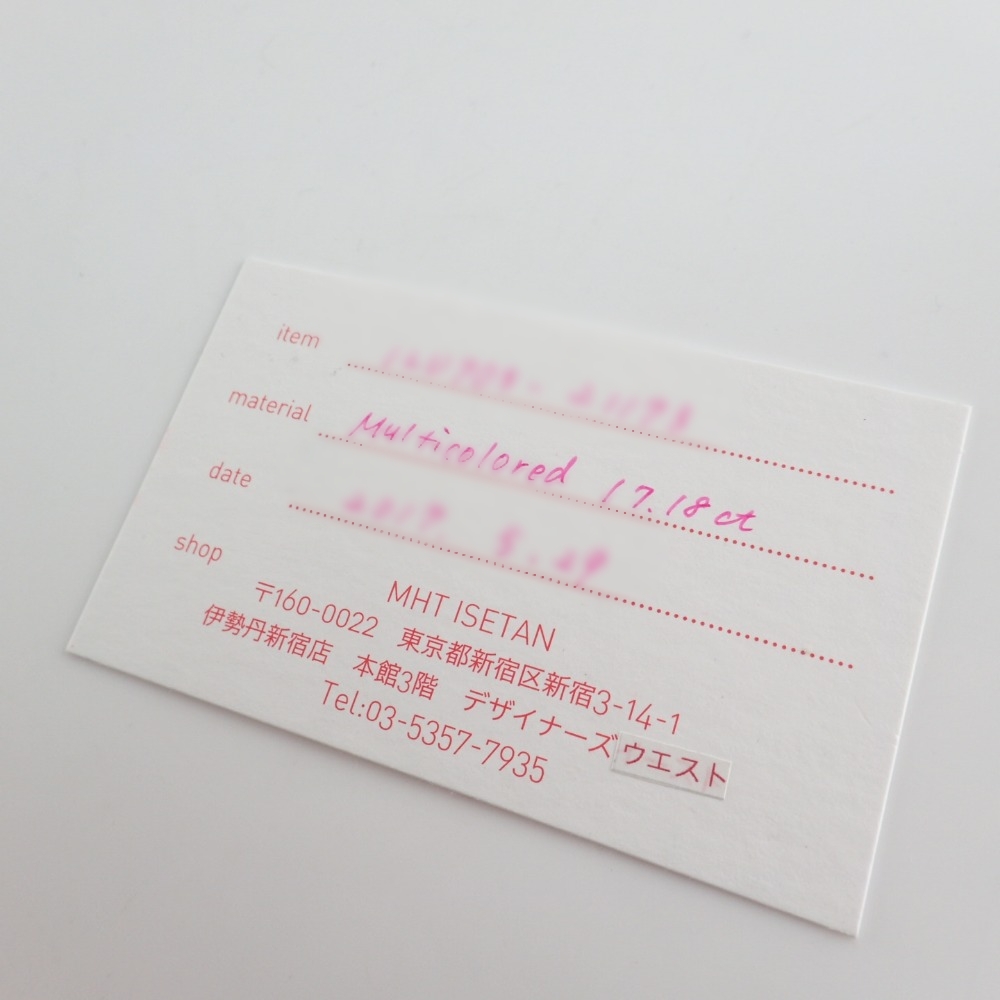 item
material Multicolored 17.18ct
date
shop
MHT ISETAN
〒160-0022 東京都新宿区新宿3-14-1
伊勢丹新宿店 本館3階 デザイナーズウエスト
Tel:03-5357-7935